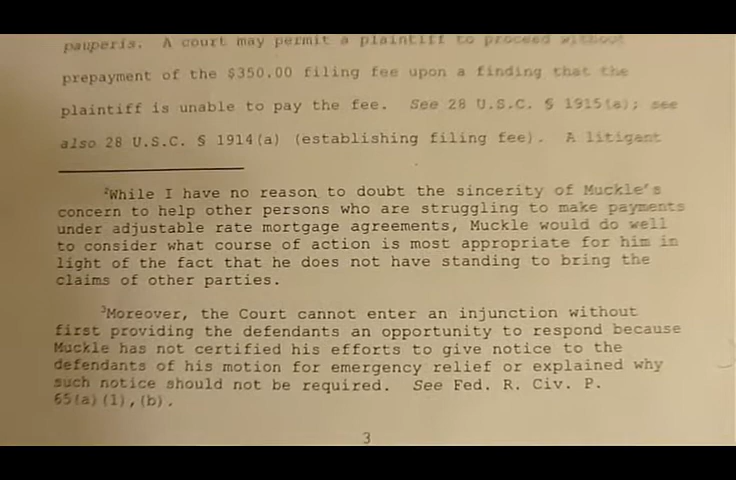 pauperis. A court may permit a plaintiff to proceed without
prepayment of the $350.00 filing fee upon a finding that the
plaintiff is unable to pay the fee. See 28 U.S.C. § 1915(a); see
also 28 U.S.C. § 1914(a) (establishing filing fee). A litigant
²While I have no reason to doubt the sincerity of Muckle's
concern to help other persons who are struggling to make payments
under adjustable rate mortgage agreements, Muckle would do well
to consider what course of action is most appropriate for him in
light of the fact that he does not have standing to bring the
claims of other parties.
³Moreover, the Court cannot enter an injunction without
first providing the defendants an opportunity to respond because
Muckle has not certified his efforts to give notice to the
defendants of his motion for emergency relief or explained why
such notice should not be required. See Fed. R. Civ. P.
65(a)(1),(b).
3